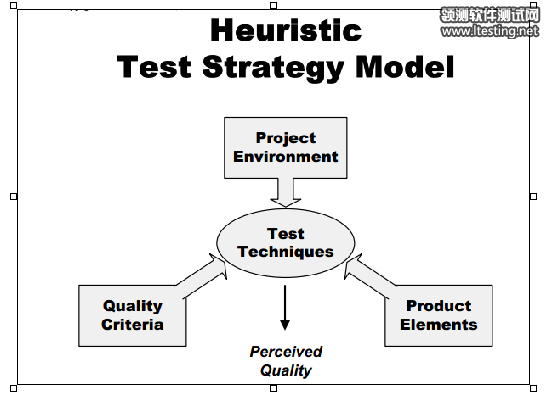 领测软件测试网
www.ltesting.net
Heuristic
Test Strategy Model
Project
Environment
Test
Techniques
Quality
Criteria
Product
Elements
Perceived
Quality